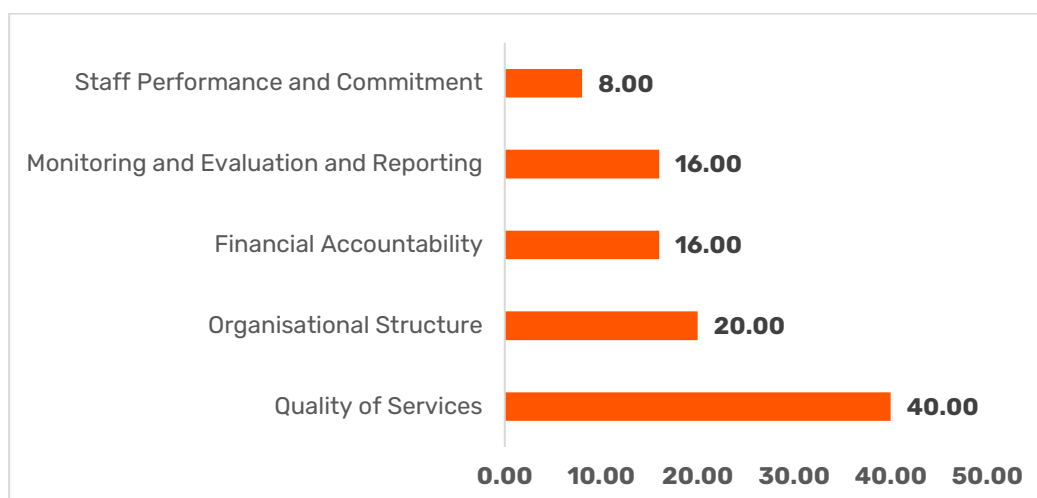 Staff Performance and Commitment 8.00
Monitoring and Evaluation and Reporting 16.00
Financial Accountability 16.00
Organisational Structure 20.00
Quality of Services 40.00
0.00 10.00 20.00 30.00 40.00 50.00